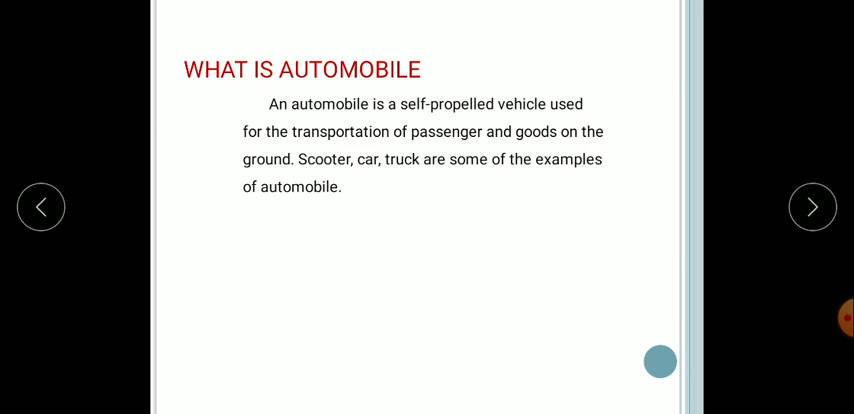 WHAT IS AUTOMOBILE
An automobile is a self-propelled vehicle used
for the transportation of passenger and goods on the
ground. Scooter, car, truck are some of the examples
of automobile.